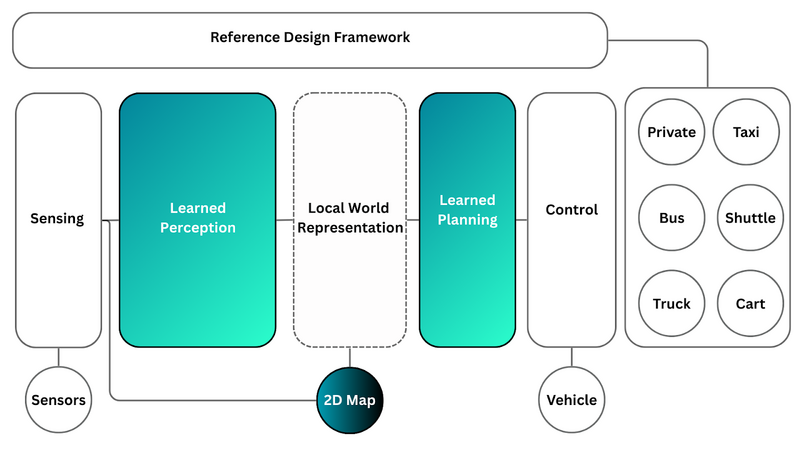 Reference Design Framework
Sensing
Learned
Perception
Local World
Representation
Learned
Planning
Control
Private
Taxi
Bus
Shuttle
Truck
Cart
Sensors
2D Map
Vehicle